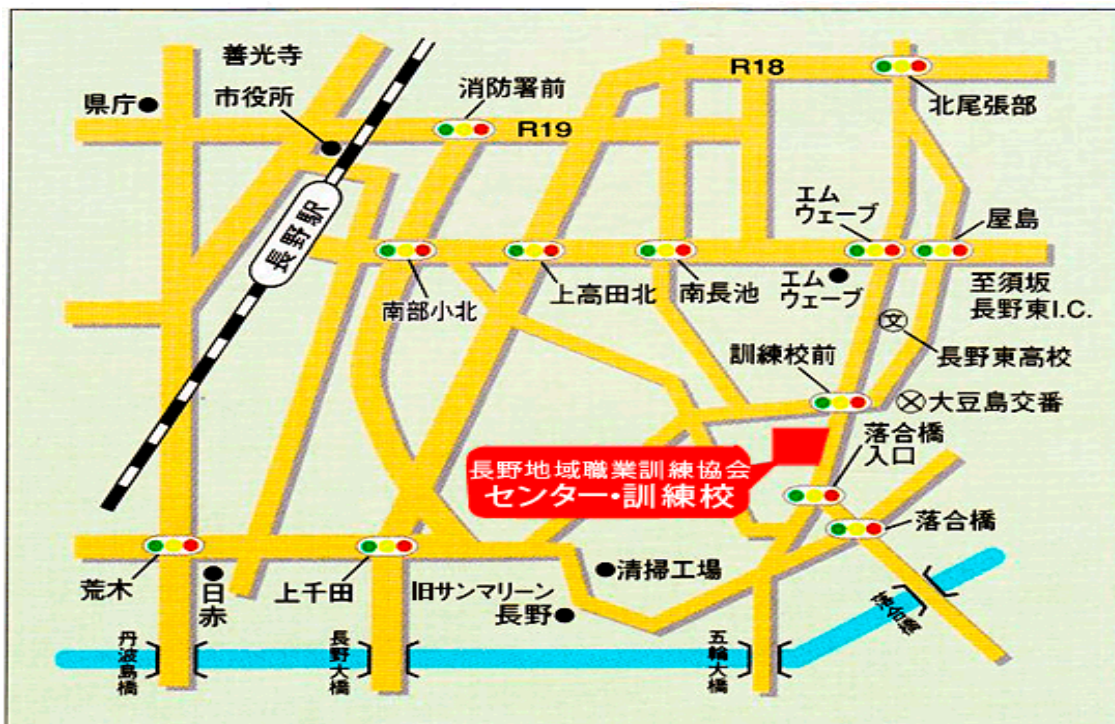 善光寺
R18
県庁
市役所
消防署前
北尾張部
R19
長野駅
エム
ウェーブ
屋島
南部小北
上高田北
南長池
エム
ウェーブ
至須坂
長野東I.C.
長野東高校
訓練校前
文
大豆島交番
長野地域職業訓練協会
センター・訓練校
落合橋
入口
落合橋
荒木
日赤
上千田
旧サンマリーン
長野
清掃工場
丹波島橋
長野大橋
五輪大橋
落合橋